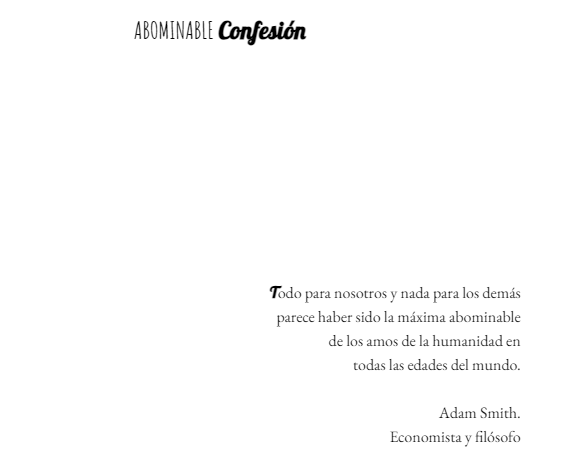 ABOMINABLE Confesión
Todo para nosotros y nada para los demás
parece haber sido la máxima abominable
de los amos de la humanidad en
todas las edades del mundo.
Adam Smith.
Economista y filósofo